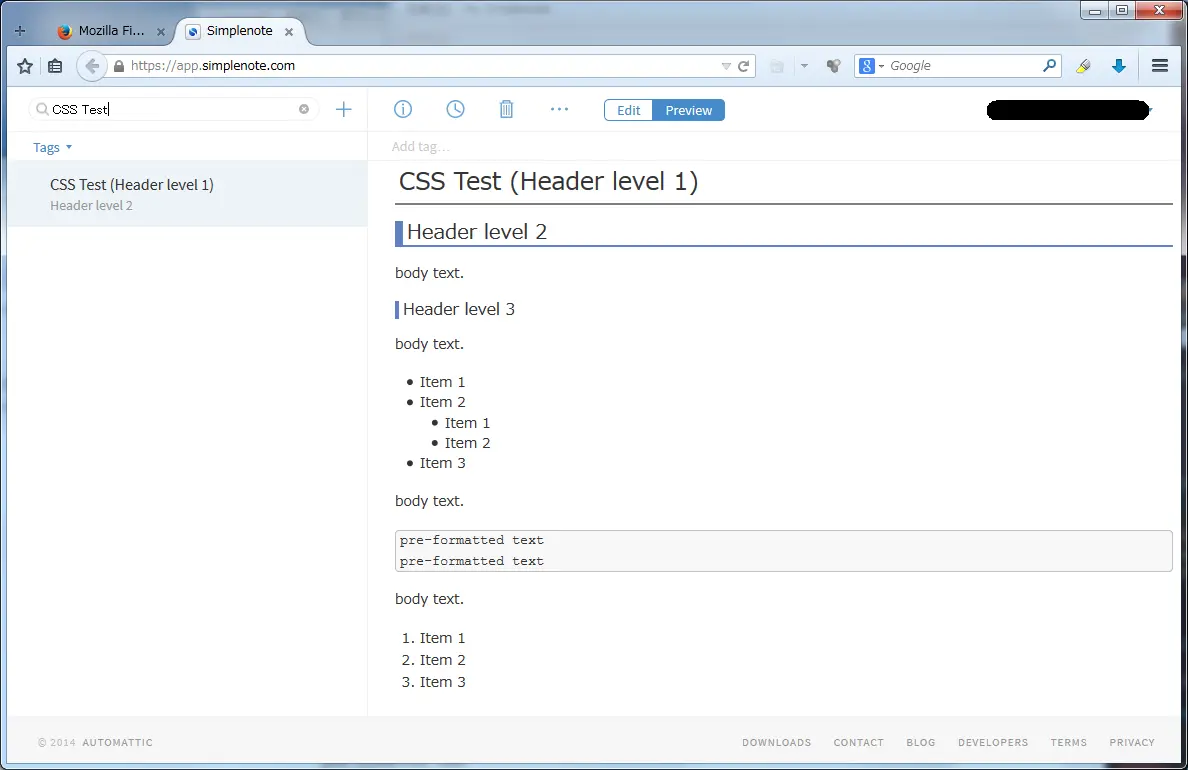 Mozilla Fi...
Simplenote
https://app.simplenote.com
Google
CSS Test
Edit
Preview
Tags
Add tag...
CSS Test (Header level 1)
Header level 2
CSS Test (Header level 1)
Header level 2
body text.
Header level 3
body text.
• Item 1
• Item 2
• Item 1
• Item 2
• Item 3
body text.
pre-formatted text
pre-formatted text
body text.
1. Item 1
2. Item 2
3. Item 3
© 2014 AUTOMATTIC
DOWNLOADS CONTACT BLOG DEVELOPERS TERMS PRIVACY